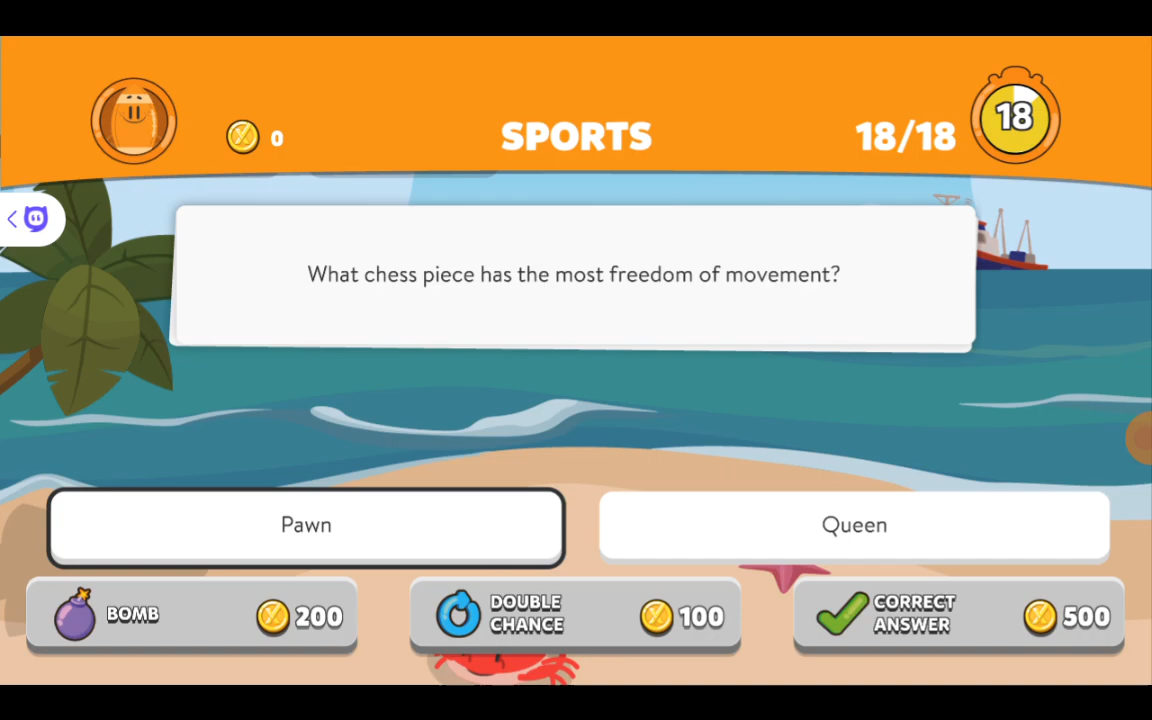 0
SPORTS
18/18
18
What chess piece has the most freedom of movement?
Pawn
Queen
BOMB
200
DOUBLE
CHANCE
100
CORRECT
ANSWER
500